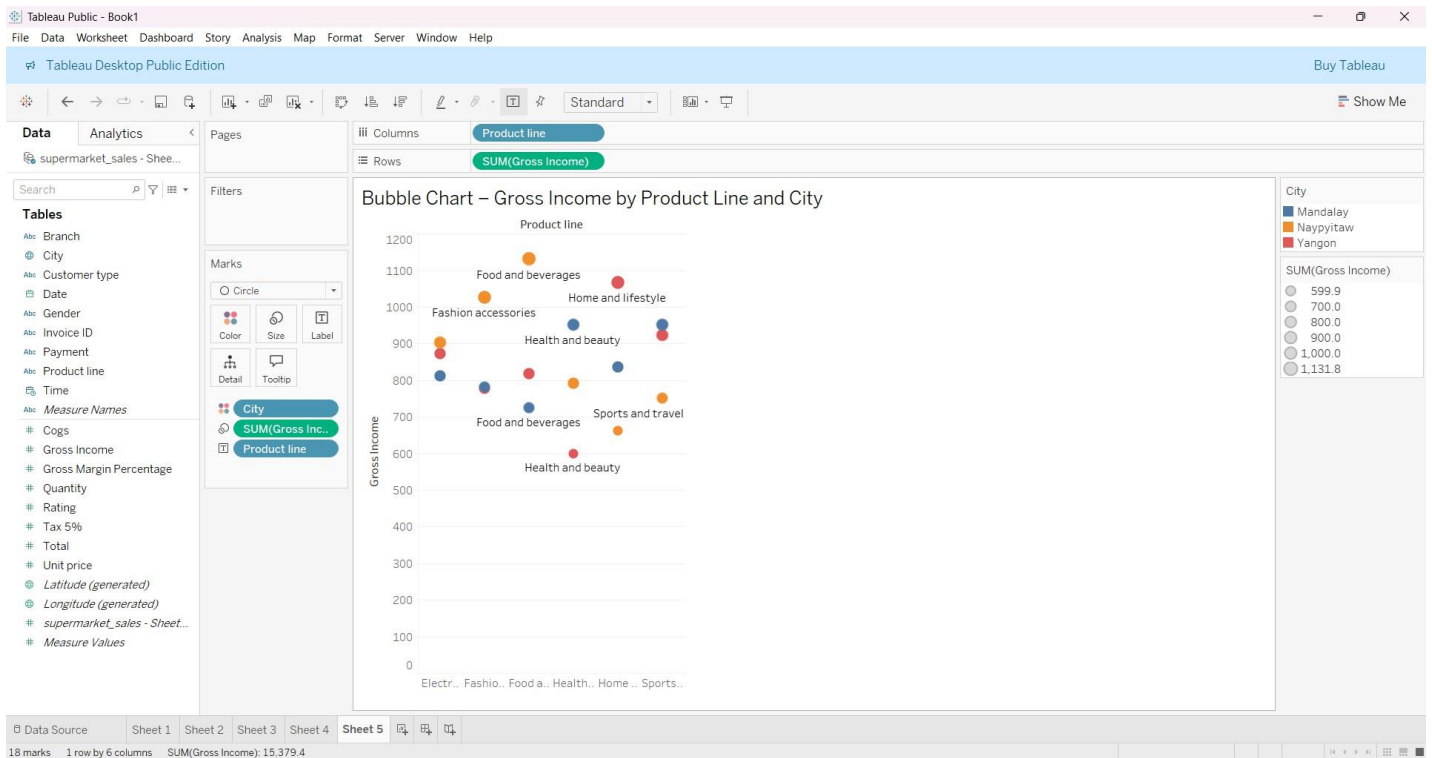 Tableau Public - Book1
File Data Worksheet Dashboard Story Analysis Map Format Server Window Help
Tableau Desktop Public Edition
Buy Tableau
Standard
Show Me
Data Analytics
supermarket_sales - Shee...
Search
Tables
Abc Branch
City
Abc Customer type
Date
Abc Gender
Abc Invoice ID
Abc Payment
Abc Product line
Time
Abc Measure Names
# Cogs
# Gross Income
# Gross Margin Percentage
# Quantity
# Rating
# Tax 5%
# Total
# Unit price
Latitude (generated)
Longitude (generated)
# supermarket_sales - Sheet...
# Measure Values
Pages
Filters
Marks
Circle
Color Size Label
Detail Tooltip
City
SUM(Gross Inc..
Product line
Columns Product line
Rows SUM(Gross Income)
Bubble Chart – Gross Income by Product Line and City
Product line
1200
1100
1000
900
800
700
600
500
400
300
200
100
0
Gross Income
Food and beverages
Home and lifestyle
Fashion accessories
Health and beauty
Sports and travel
Food and beverages
Health and beauty
Electr.. Fashio.. Food a.. Health.. Home .. Sports..
City
Mandalay
Naypyitaw
Yangon
SUM(Gross Income)
599.9
700.0
800.0
900.0
1,000.0
1,131.8
Data Source Sheet 1 Sheet 2 Sheet 3 Sheet 4 Sheet 5
18 marks 1 row by 6 columns SUM(Gross Income): 15,379.4